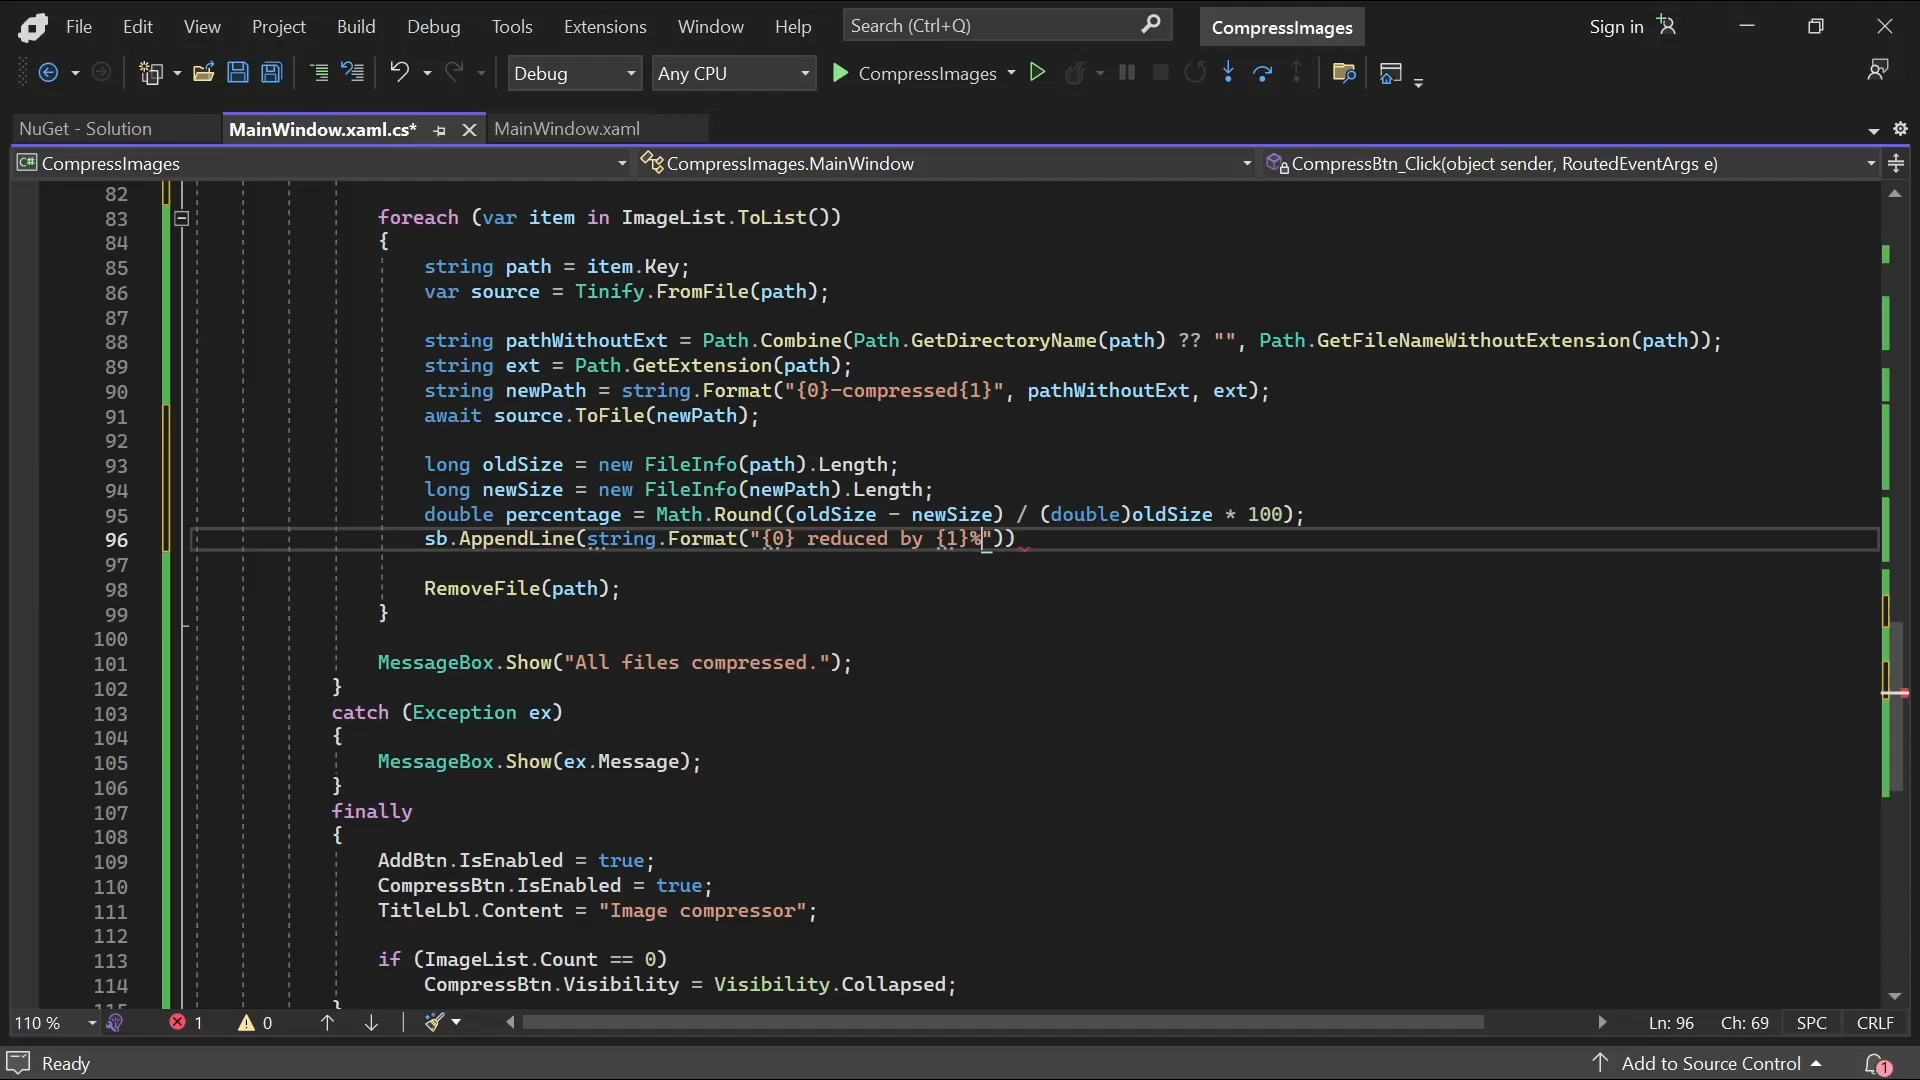 File Edit View Project Build Debug Tools Extensions Window Help Search (Ctrl+Q) CompressImages Sign in
Debug Any CPU CompressImages
NuGet - Solution MainWindow.xaml.cs* MainWindow.xaml
C# CompressImages CompressImages.MainWindow CompressBtn_Click(object sender, RoutedEventArgs e)
82
83 foreach (var item in ImageList.ToList())
84 {
85 string path = item.Key;
86 var source = Tinify.FromFile(path);
87
88 string pathWithoutExt = Path.Combine(Path.GetDirectoryName(path) ?? "", Path.GetFileNameWithoutExtension(path));
89 string ext = Path.GetExtension(path);
90 string newPath = string.Format("{0}-compressed{1}", pathWithoutExt, ext);
91 await source.ToFile(newPath);
92
93 long oldSize = new FileInfo(path).Length;
94 long newSize = new FileInfo(newPath).Length;
95 double percentage = Math.Round((oldSize - newSize) / (double)oldSize * 100);
96 sb.AppendLine(string.Format("{0} reduced by {1}%"))
97
98 RemoveFile(path);
99 }
100
101 MessageBox.Show("All files compressed.");
102 }
103 catch (Exception ex)
104 {
105 MessageBox.Show(ex.Message);
106 }
107 finally
108 {
109 AddBtn.IsEnabled = true;
110 CompressBtn.IsEnabled = true;
111 TitleLbl.Content = "Image compressor";
112
113 if (ImageList.Count == 0)
114 CompressBtn.Visibility = Visibility.Collapsed;
115 }
110 % 1 0 Ln: 96 Ch: 69 SPC CRLF
Ready Add to Source Control 1